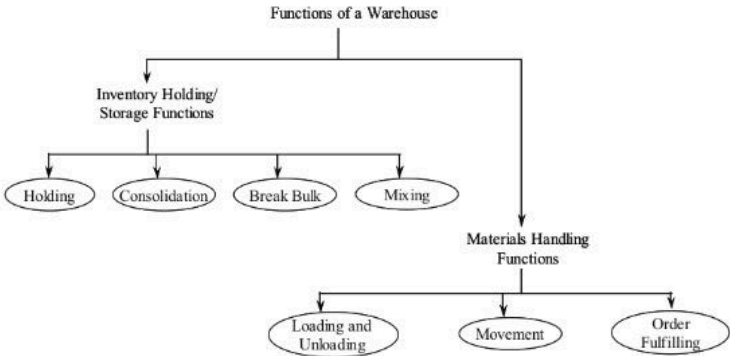 Functions of a Warehouse
Inventory Holding/
Storage Functions
Holding
Consolidation
Break Bulk
Mixing
Materials Handling
Functions
Loading and
Unloading
Movement
Order
Fulfilling